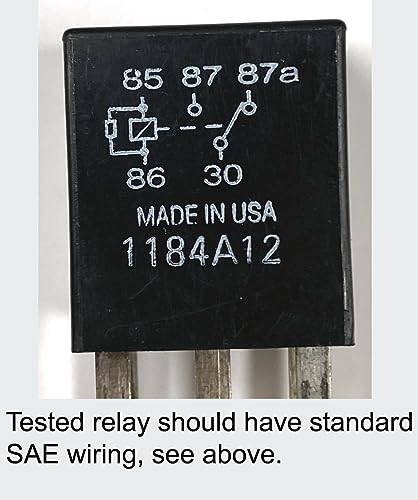 85 87 87a
86 30
MADE IN USA
1184A12
Tested relay should have standard
SAE wiring, see above.